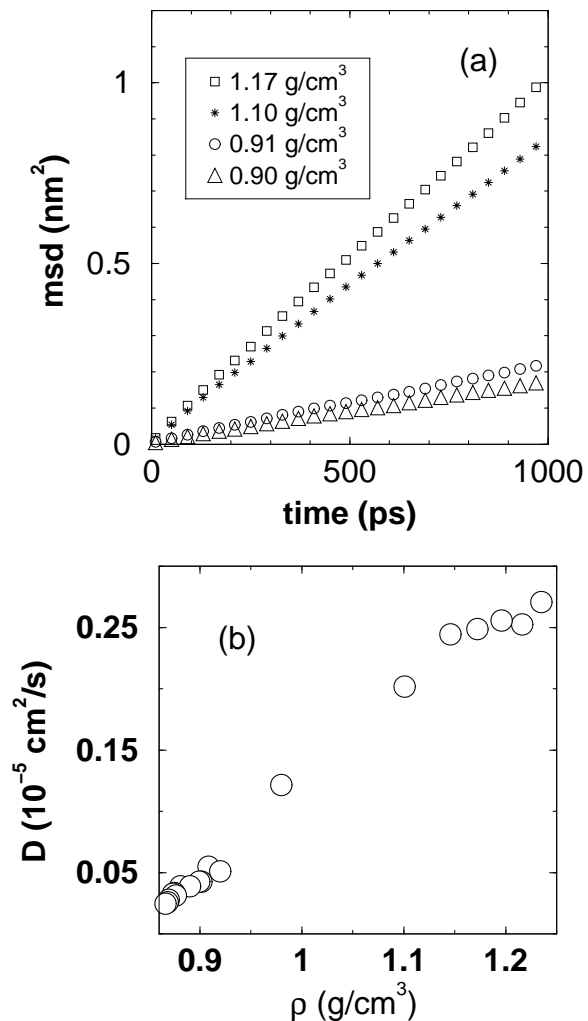 (a)
1
0.5
0
msd (nm²)
1.17 g/cm³
1.10 g/cm³
0.91 g/cm³
0.90 g/cm³
0 500 1000
time (ps)
(b)
0.25
0.15
0.05
D (10⁻⁵ cm²/s)
0.9 1 1.1 1.2
ρ (g/cm³)